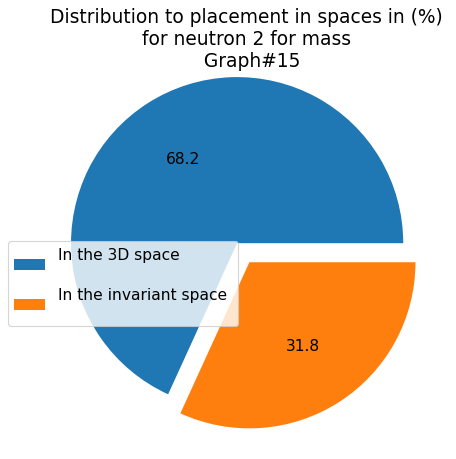 Distribution to placement in spaces in (%)
for neutron 2 for mass
Graph#15
68.2
In the 3D space
In the invariant space
31.8